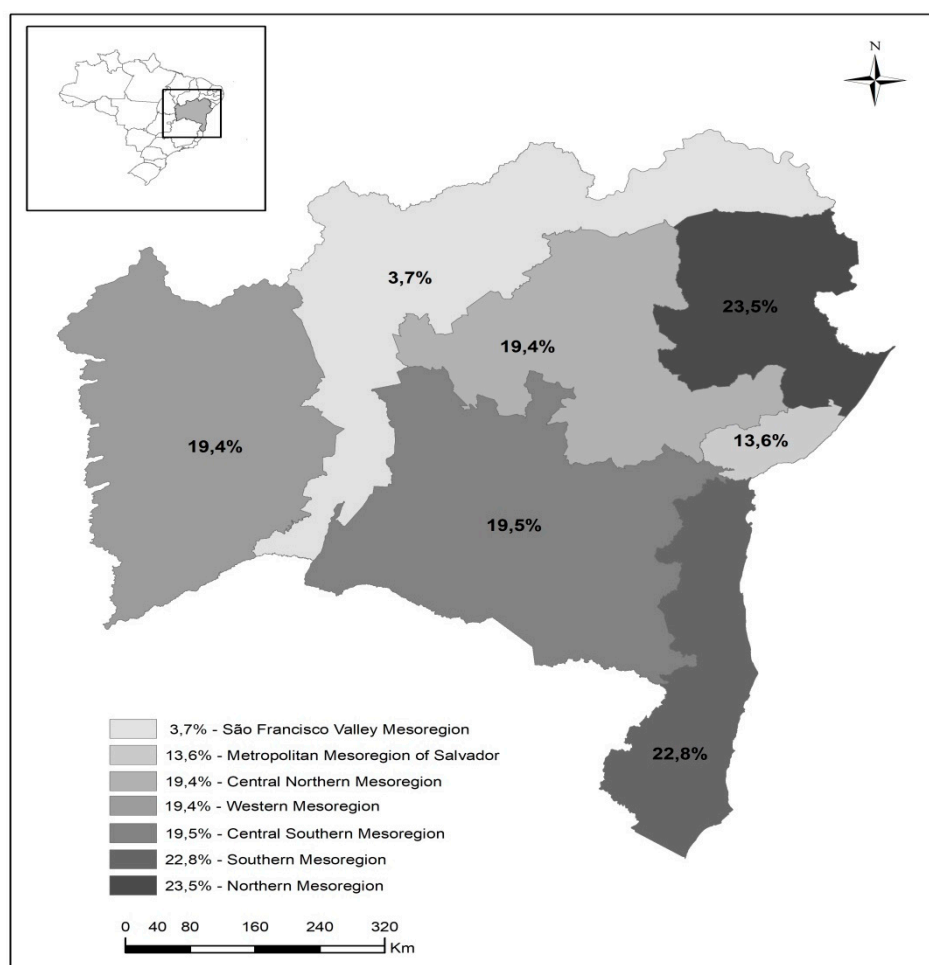 N
3,7%
23,5%
19,4%
13,6%
19,4%
19,5%
22,8%
3,7% - São Francisco Valley Mesoregion
13,6% - Metropolitan Mesoregion of Salvador
19,4% - Central Northern Mesoregion
19,4% - Western Mesoregion
19,5% - Central Southern Mesoregion
22,8% - Southern Mesoregion
23,5% - Northern Mesoregion
0 40 80 160 240 320
Km